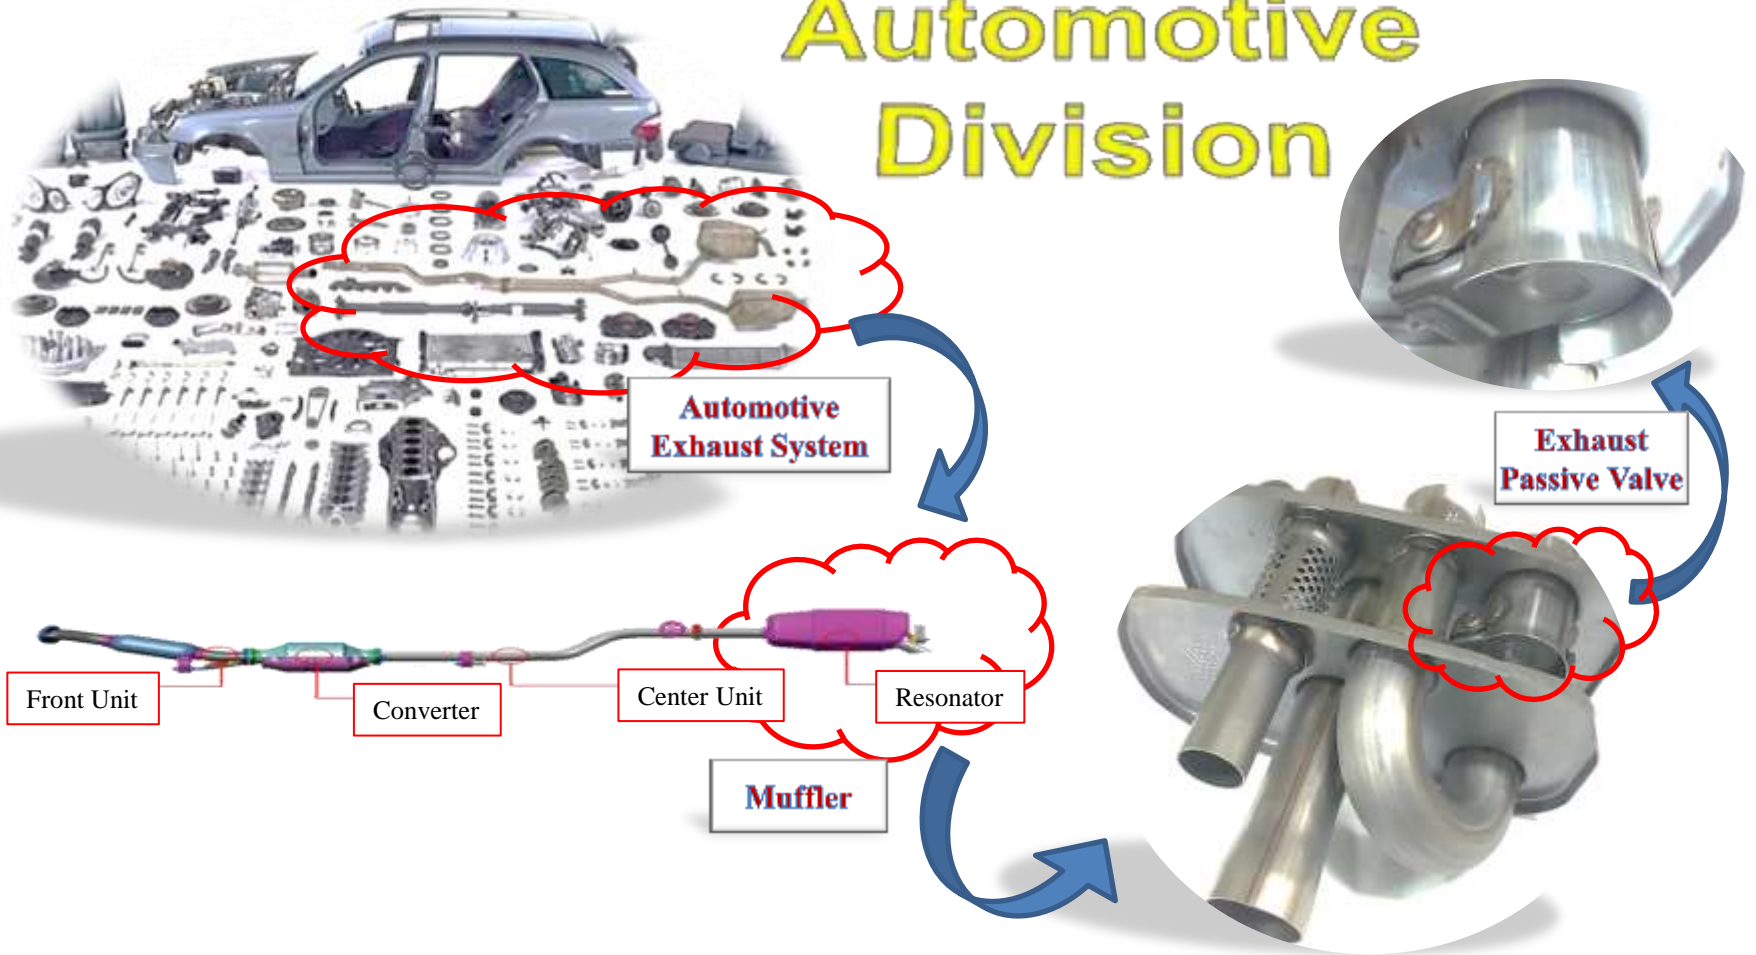 Automotive
Division
Automotive
Exhaust System
Exhaust
Passive Valve
Front Unit
Converter
Center Unit
Resonator
Muffler